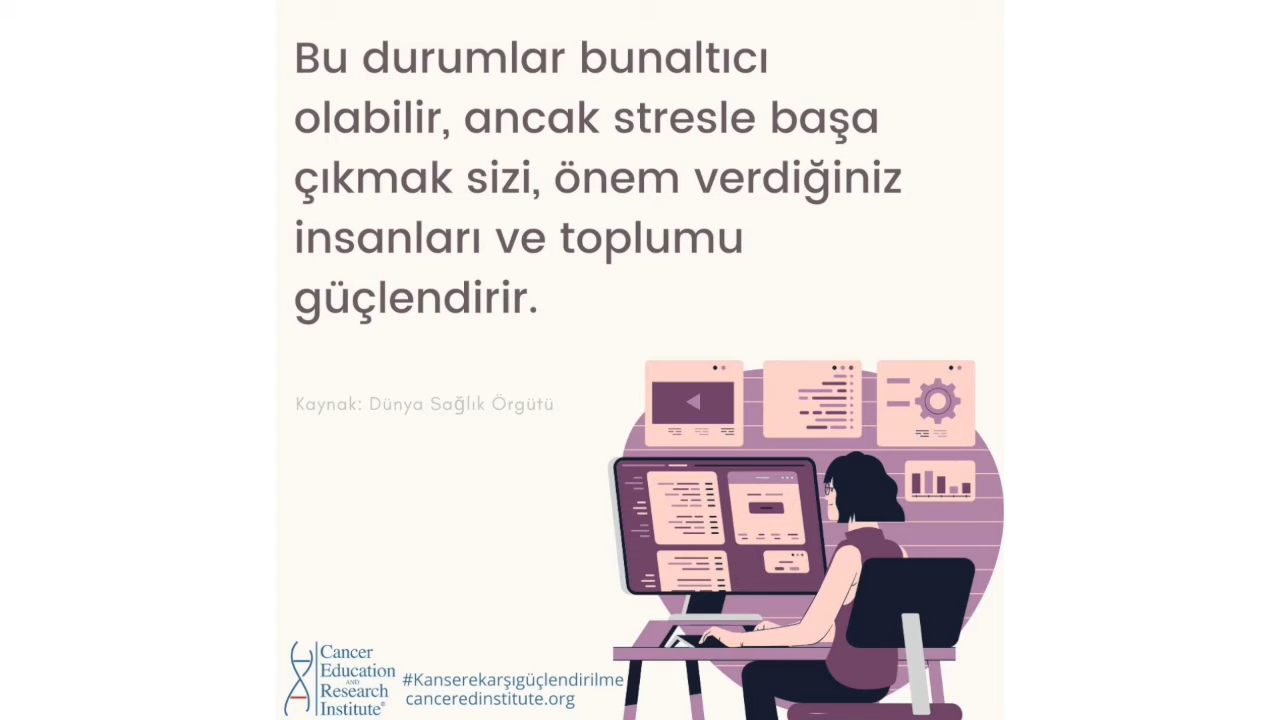 Bu durumlar bunaltıcı
olabilir, ancak stresle başa
çıkmak sizi, önem verdiğiniz
insanları ve toplumu
güçlendirir.
Kaynak: Dünya Sağlık Örgütü
Cancer
Education
AND
Research
Institute®
#Kanserekarşıgüçlendirilme
canceredinstitute.org